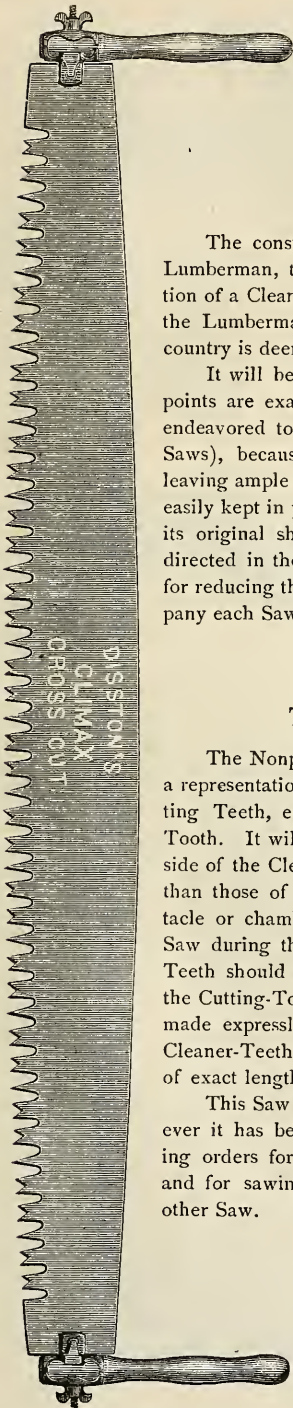 DISSTON'S
CLIMAX
CROSS CUT
The cons
Lumberman, t
tion of a Clear
the Lumberma
country is deer
It will be
points are exa
endeavored to
Saws), becaus
leaving ample
easily kept in
its original sh
directed in the
for reducing th
pany each Saw
The Nonp
a representatio
ting Teeth, e
Tooth. It wil
side of the Cle
than those of
tacle or cham
Saw during th
Teeth should
the Cutting-To
made expressl
Cleaner-Teeth
of exact length
This Saw
ever it has be
ing orders for
and for sawin
other Saw.